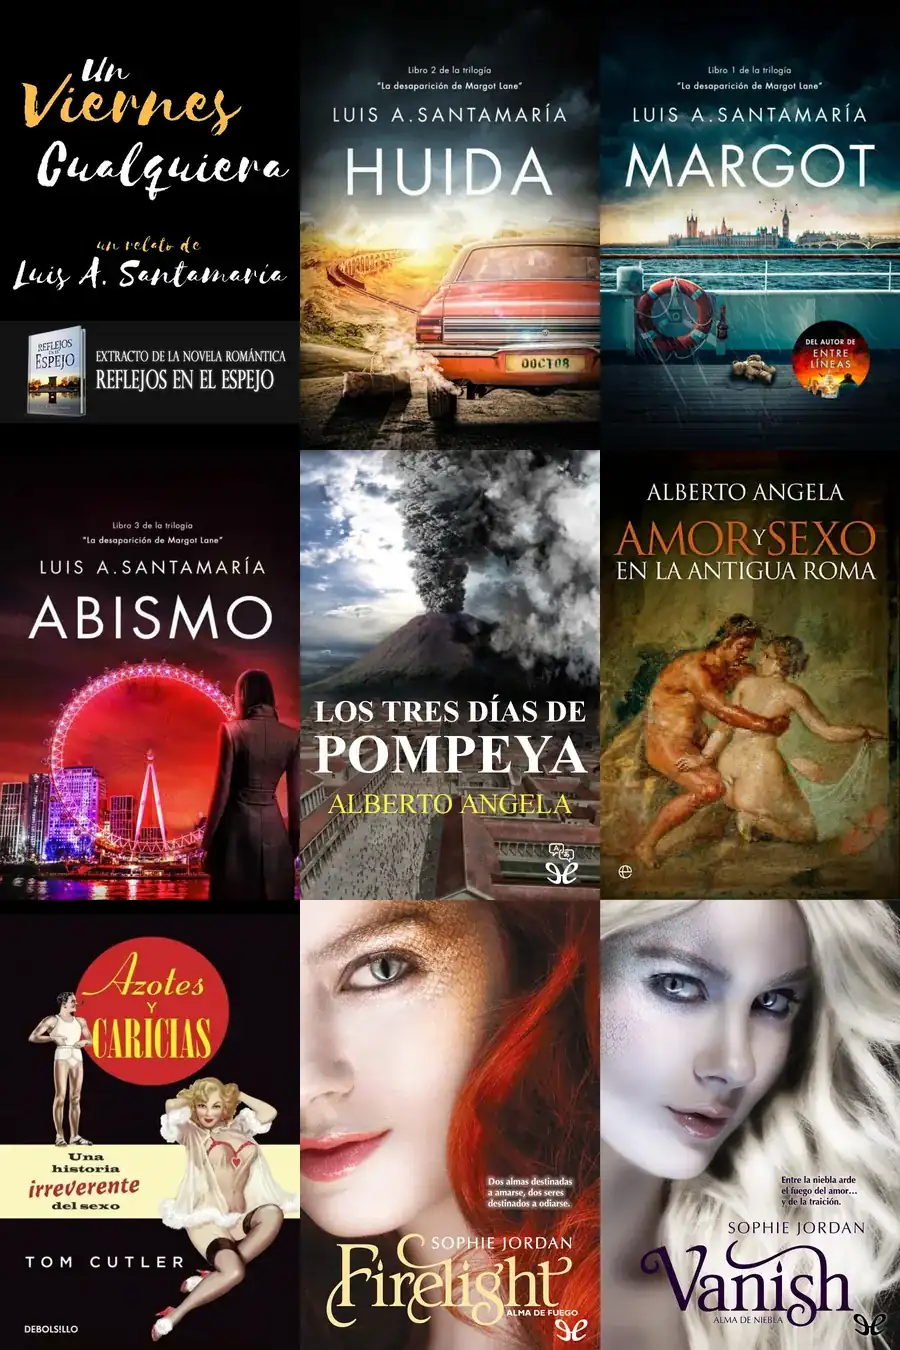 Un
Viernes
Cualquiera
un relato de
Luis A. Santamaría
REFLEJOS
EN EL
ESPEJO
EXTRACTO DE LA NOVELA ROMÁNTICA
REFLEJOS EN EL ESPEJO
Libro 2 de la trilogía
"La desaparición de Margot Lane"
LUIS A.SANTAMARÍA
HUIDA
DOCTOR
Libro 1 de la trilogía
"La desaparición de Margot Lane"
LUIS A.SANTAMARÍA
MARGOT
DEL AUTOR DE
ENTRE
LÍNEAS
Libro 3 de la trilogía
"La desaparición de Margot Lane"
LUIS A.SANTAMARÍA
ABISMO
LOS TRES DÍAS DE
POMPEYA
ALBERTO ANGELA
ALBERTO ANGELA
AMOR Y SEXO
EN LA ANTIGUA ROMA
Azotes
Y
CARICIAS
Una
historia
irreverente
del sexo
TOM CUTLER
DEBOLS!LLO
Dos almas destinadas
a amarse, dos seres
destinados a odiarse.
SOPHIE JORDAN
Firelight
ALMA DE FUEGO
Entre la niebla arde
el fuego del amor...
y de la traición.
SOPHIE JORDAN
Vanish
ALMA DE NIEBLA